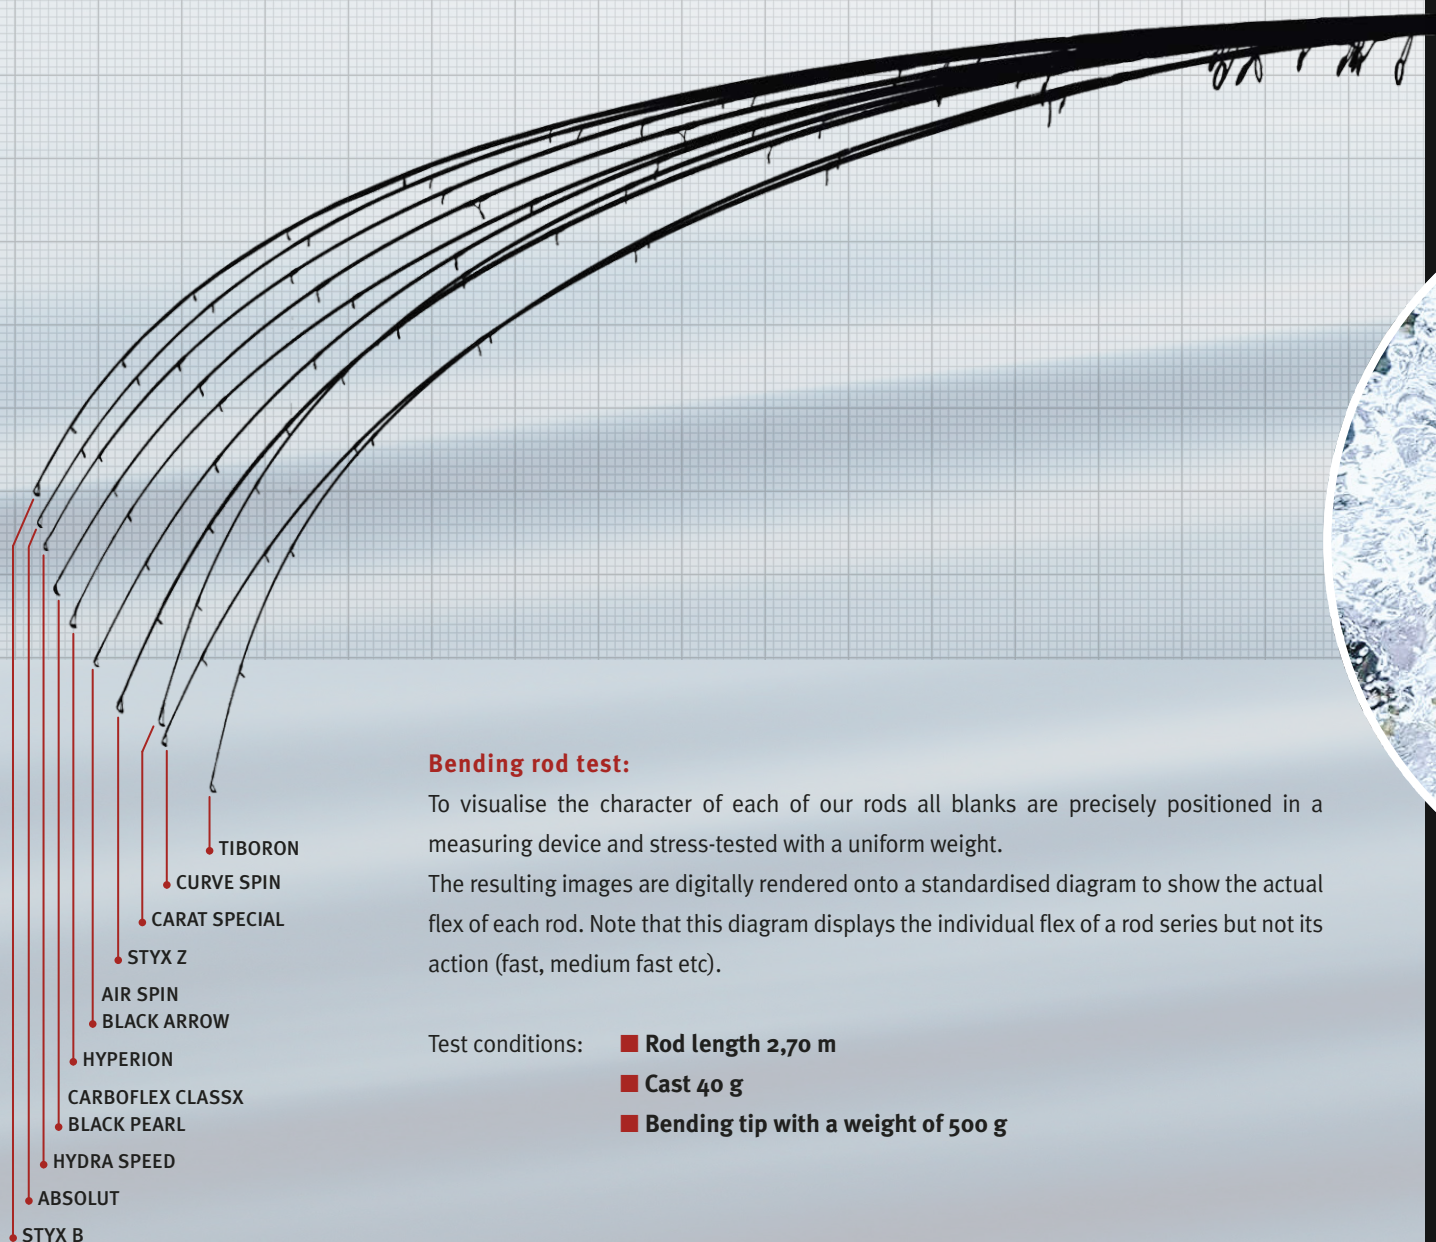 Bending rod test:
To visualise the character of each of our rods all blanks are precisely positioned in a
measuring device and stress-tested with a uniform weight.
The resulting images are digitally rendered onto a standardised diagram to show the actual
flex of each rod. Note that this diagram displays the individual flex of a rod series but not its
action (fast, medium fast etc).
TIBORON
CURVE SPIN
CARAT SPECIAL
STYX Z
AIR SPIN
BLACK ARROW
HYPERION
CARBOFLEX CLASSX
BLACK PEARL
HYDRA SPEED
ABSOLUT
STYX B
Test conditions:
Rod length 2,70 m
Cast 40 g
Bending tip with a weight of 500 g